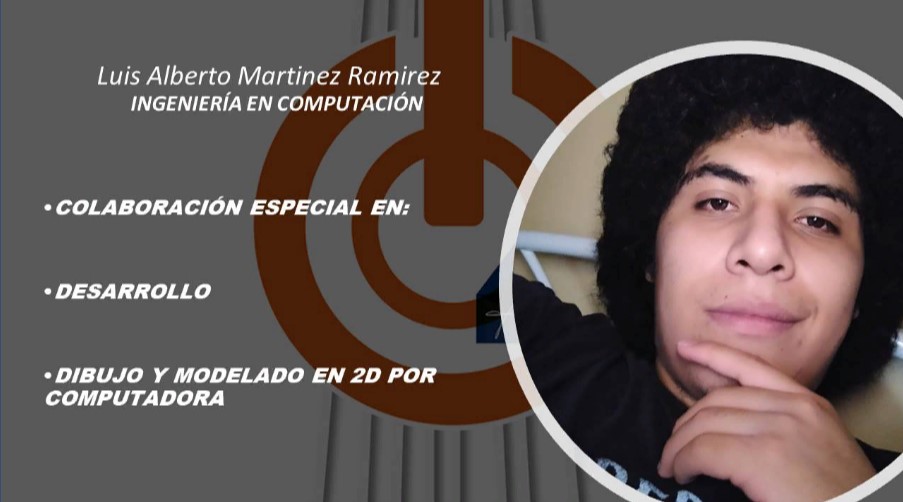 Luis Alberto Martinez Ramirez
INGENIERÍA EN COMPUTACIÓN
• COLABORACIÓN ESPECIAL EN:
• DESARROLLO
• DIBUJO Y MODELADO EN 2D POR
COMPUTADORA